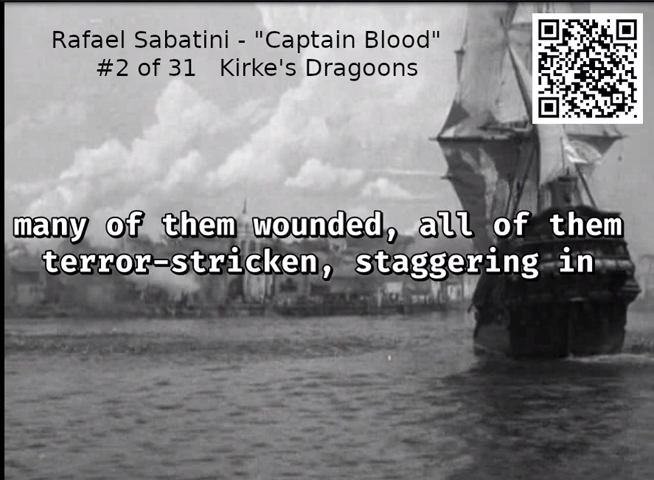 Rafael Sabatini - "Captain Blood"
#2 of 31 Kirke's Dragoons
many of them wounded, all of them
terror-stricken, staggering in